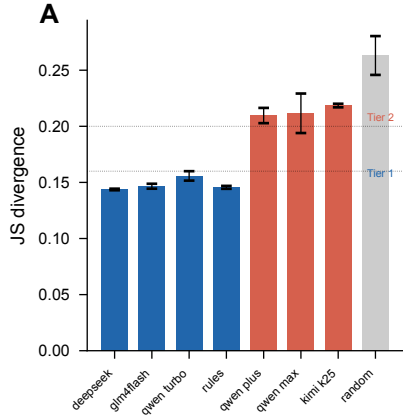 A
JS divergence
0.25
0.20
0.15
0.10
0.05
0.00
Tier 2
Tier 1
deepseek
glm4flash
qwen turbo
rules
qwen plus
qwen max
kimi k25
random